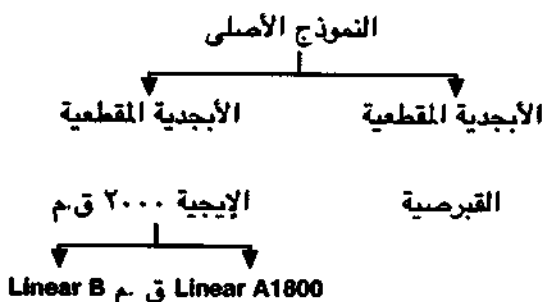 النموذج الأصلى
الأبجدية المقطعية الأبجدية المقطعية
القبرصية الإيجية ٢٠٠٠ ق.م
Linear A1800 ق .م Linear B